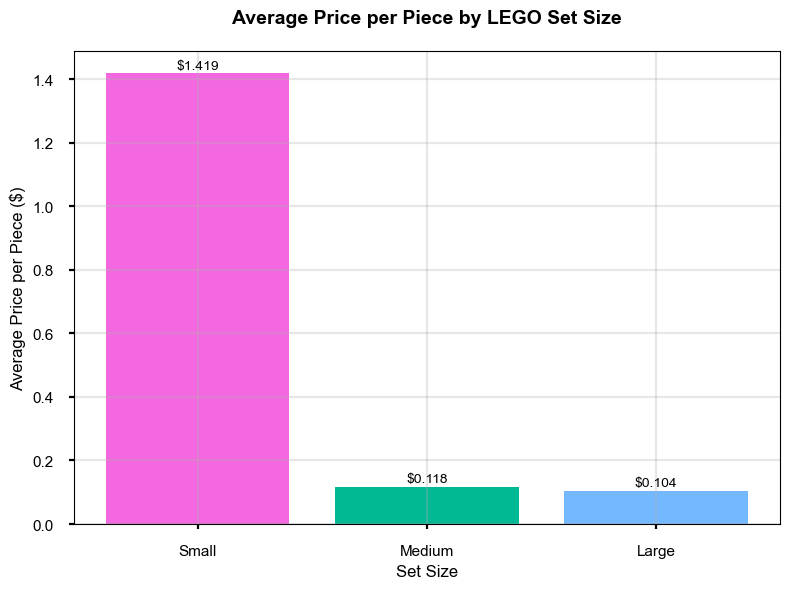 Average Price per Piece by LEGO Set Size
Average Price per Piece ($)
1.4
1.2
1.0
0.8
0.6
0.4
0.2
0.0
$1.419
$0.118
$0.104
Small Medium Large
Set Size